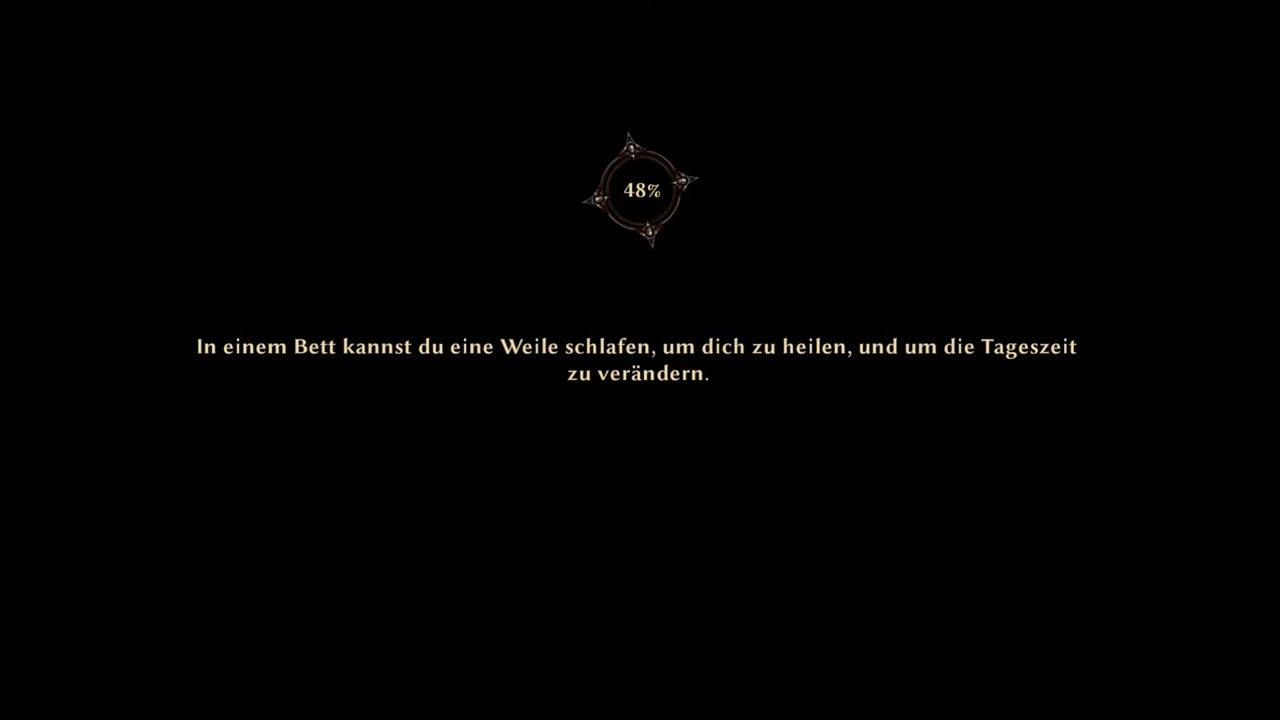 48%
In einem Bett kannst du eine Weile schlafen, um dich zu heilen, und um die Tageszeit
zu verändern.